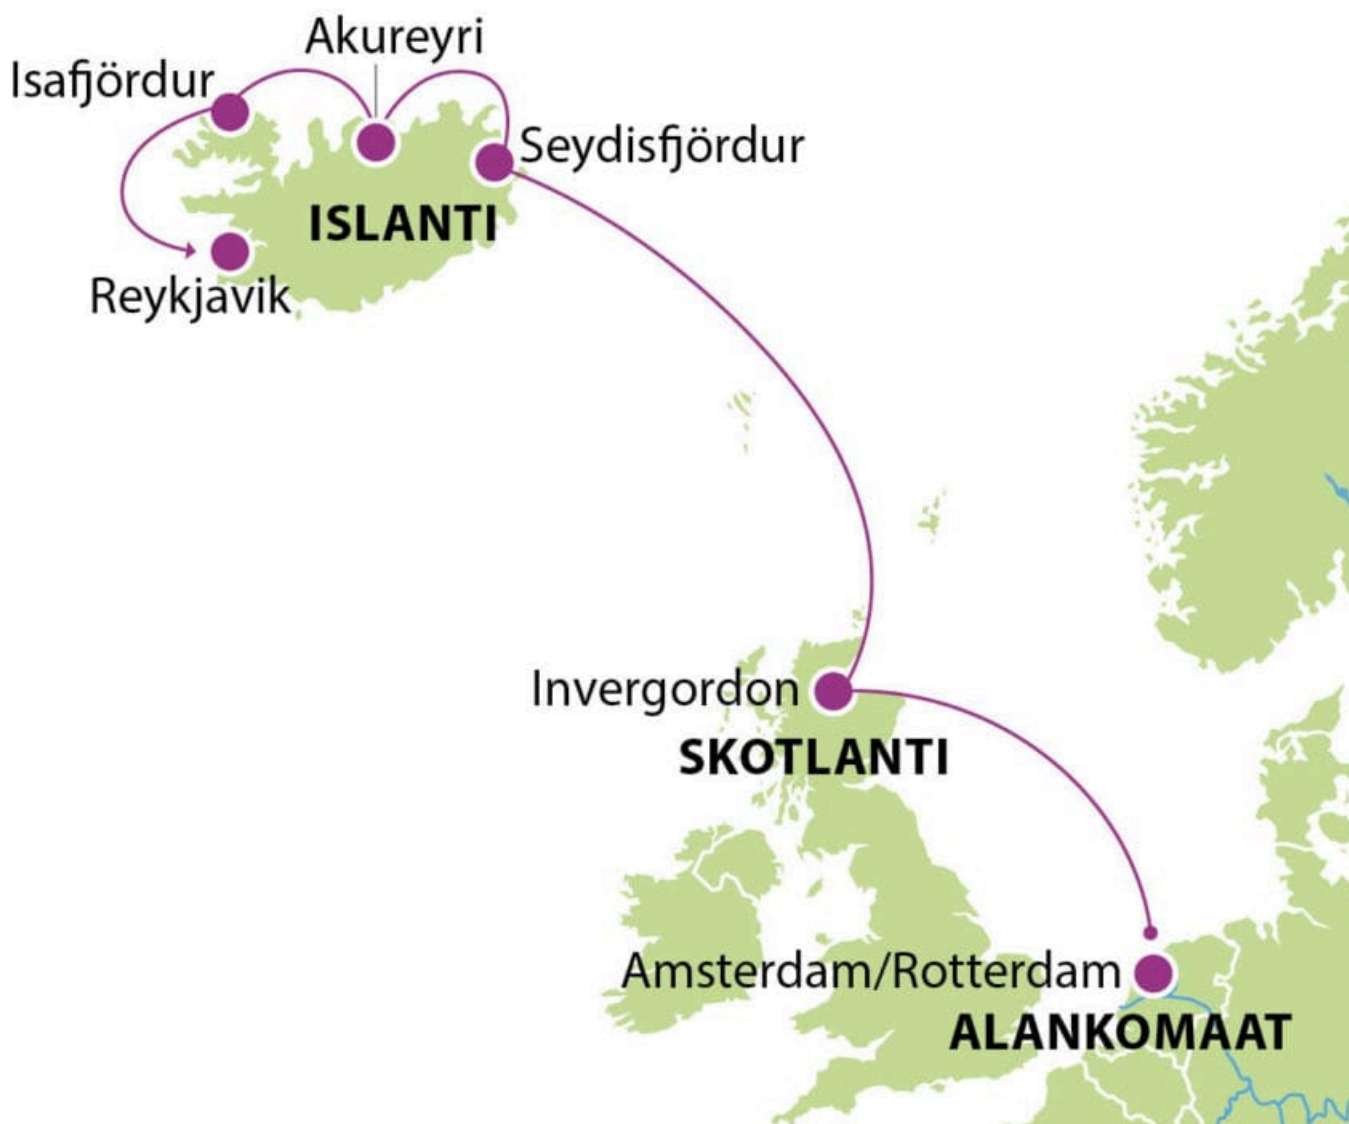 Akureyri
Isafjördur
Seydisfjördur
ISLANTI
Reykjavik
Invergordon
SKOTLANTI
Amsterdam/Rotterdam
ALANKOMAAT